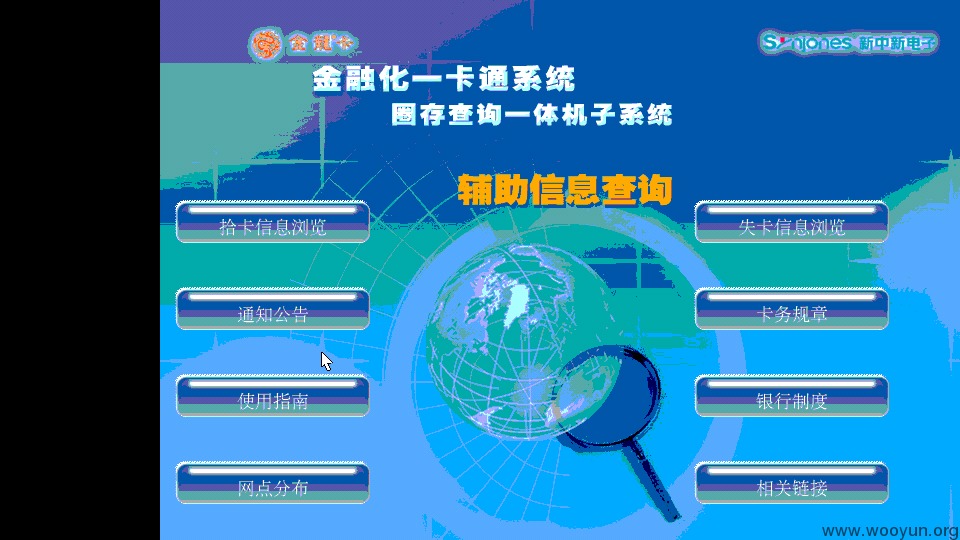 金龍卡
Synjones 新中新电子
金融化一卡通系统
圈存查询一体机子系统
辅助信息查询
拾卡信息浏览
失卡信息浏览
通知公告
卡务规章
使用指南
银行制度
网点分布
相关链接
www.wooyun.org